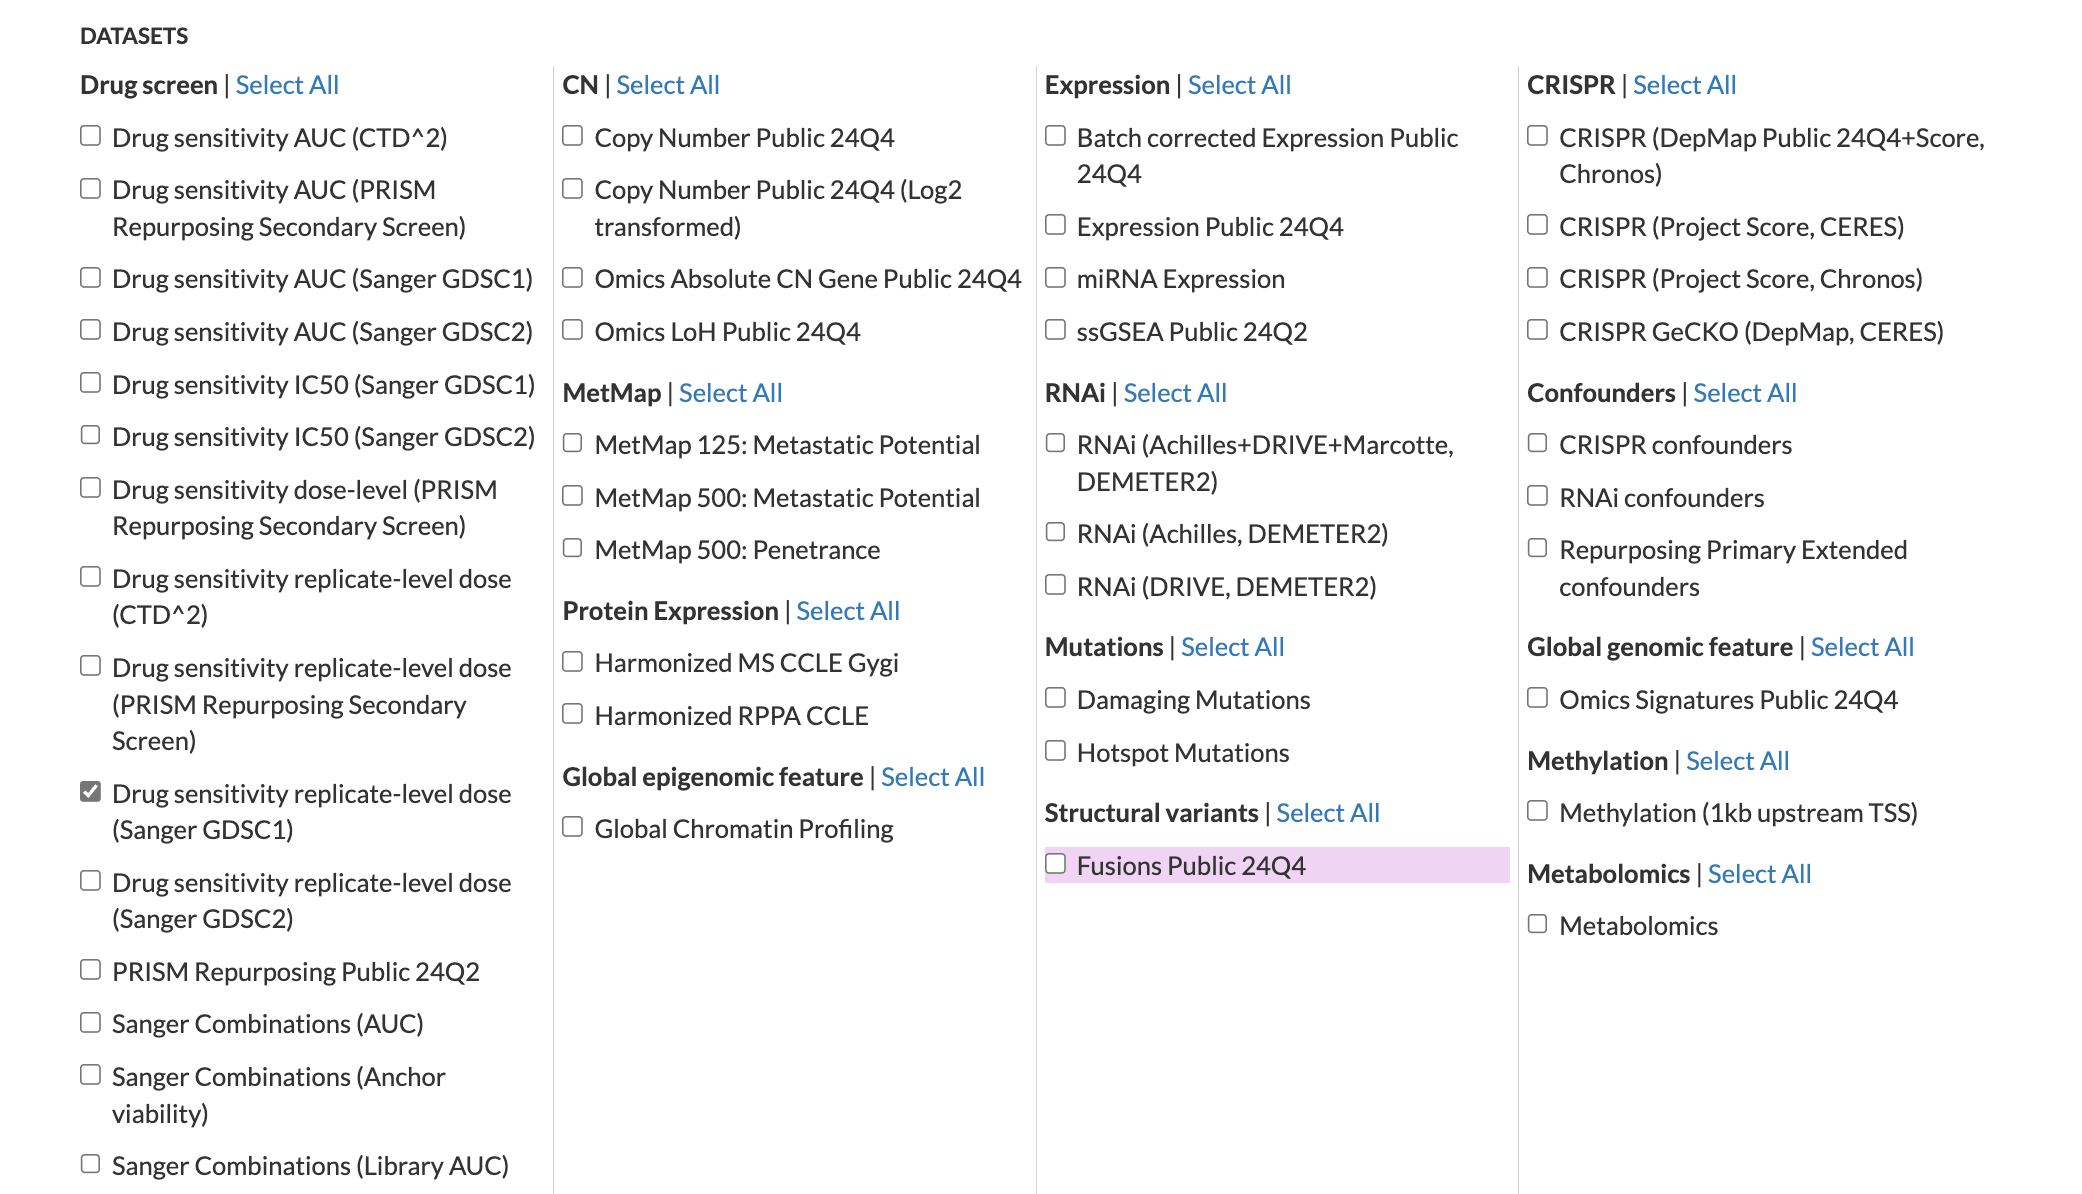 DATASETS
Drug screen | Select All
Drug sensitivity AUC (CTD^2)
Drug sensitivity AUC (PRISM
Repurposing Secondary Screen)
Drug sensitivity AUC (Sanger GDSC1)
Drug sensitivity AUC (Sanger GDSC2)
Drug sensitivity IC50 (Sanger GDSC1)
Drug sensitivity IC50 (Sanger GDSC2)
Drug sensitivity dose-level (PRISM
Repurposing Secondary Screen)
Drug sensitivity replicate-level dose
(CTD^2)
Drug sensitivity replicate-level dose
(PRISM Repurposing Secondary
Screen)
Drug sensitivity replicate-level dose
(Sanger GDSC1)
Drug sensitivity replicate-level dose
(Sanger GDSC2)
PRISM Repurposing Public 24Q2
Sanger Combinations (AUC)
Sanger Combinations (Anchor
viability)
Sanger Combinations (Library AUC)
CN | Select All
Copy Number Public 24Q4
Copy Number Public 24Q4 (Log2
transformed)
Omics Absolute CN Gene Public 24Q4
Omics LoH Public 24Q4
MetMap | Select All
MetMap 125: Metastatic Potential
MetMap 500: Metastatic Potential
MetMap 500: Penetrance
Protein Expression | Select All
Harmonized MS CCLE Gygi
Harmonized RPPA CCLE
Global epigenomic feature | Select All
Global Chromatin Profiling
Expression | Select All
Batch corrected Expression Public
24Q4
Expression Public 24Q4
miRNA Expression
ssGSEA Public 24Q2
RNAi | Select All
RNAi (Achilles+DRIVE+Marcotte,
DEMETER2)
RNAi (Achilles, DEMETER2)
RNAi (DRIVE, DEMETER2)
Mutations | Select All
Damaging Mutations
Hotspot Mutations
Structural variants | Select All
Fusions Public 24Q4
CRISPR | Select All
CRISPR (DepMap Public 24Q4+Score,
Chronos)
CRISPR (Project Score, CERES)
CRISPR (Project Score, Chronos)
CRISPR GeCKO (DepMap, CERES)
Confounders | Select All
CRISPR confounders
RNAi confounders
Repurposing Primary Extended
confounders
Global genomic feature | Select All
Omics Signatures Public 24Q4
Methylation | Select All
Methylation (1kb upstream TSS)
Metabolomics | Select All
Metabolomics